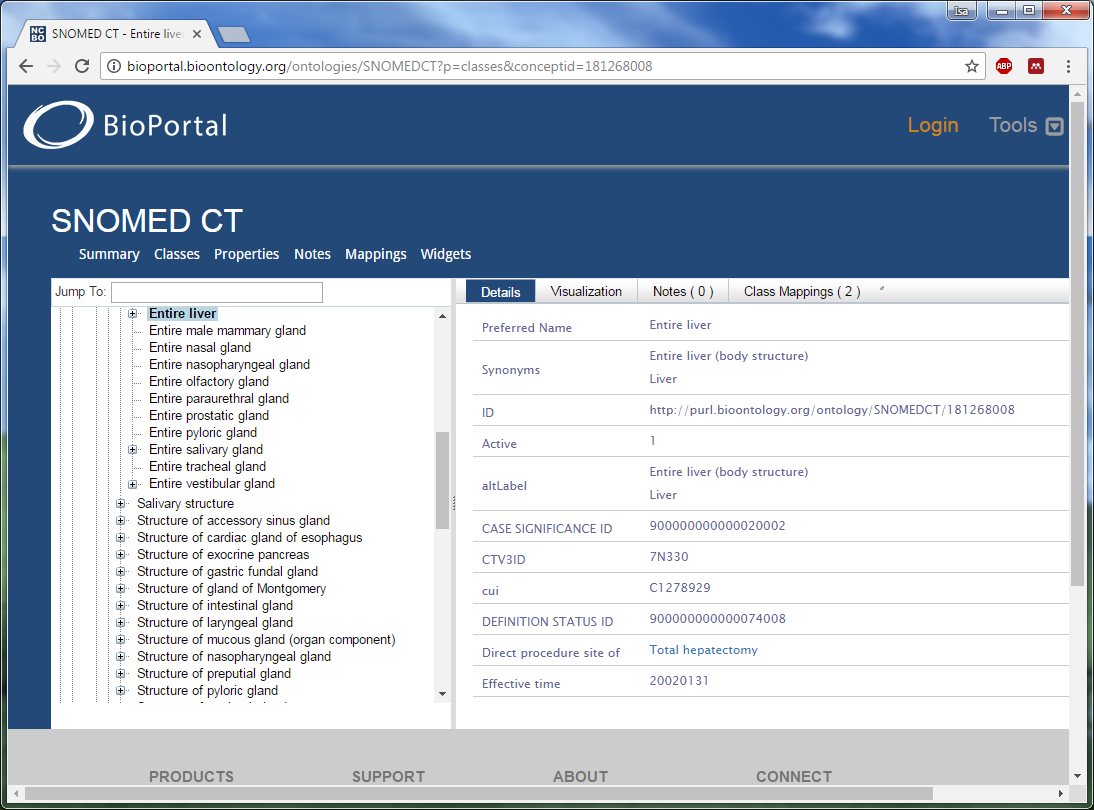 Isa
NC
BO
SNOMED CT - Entire live
bioportal.bioontology.org/ontologies/SNOMEDCT?p=classes&conceptid=181268008
ABP
BioPortal
Login
Tools
SNOMED CT
Summary Classes Properties Notes Mappings Widgets
Jump To:
Entire liver
Entire male mammary gland
Entire nasal gland
Entire nasopharyngeal gland
Entire olfactory gland
Entire paraurethral gland
Entire prostatic gland
Entire pyloric gland
Entire salivary gland
Entire tracheal gland
Entire vestibular gland
Salivary structure
Structure of accessory sinus gland
Structure of cardiac gland of esophagus
Structure of exocrine pancreas
Structure of gastric fundal gland
Structure of gland of Montgomery
Structure of intestinal gland
Structure of laryngeal gland
Structure of mucous gland (organ component)
Structure of nasopharyngeal gland
Structure of preputial gland
Structure of pyloric gland
Details Visualization Notes ( 0 ) Class Mappings ( 2 )
Preferred Name Entire liver
Synonyms Entire liver (body structure)
Liver
ID http://purl.bioontology.org/ontology/SNOMEDCT/181268008
Active 1
altLabel Entire liver (body structure)
Liver
CASE SIGNIFICANCE ID 900000000000020002
CTV3ID 7N330
cui C1278929
DEFINITION STATUS ID 900000000000074008
Direct procedure site of Total hepatectomy
Effective time 20020131
PRODUCTS SUPPORT ABOUT CONNECT